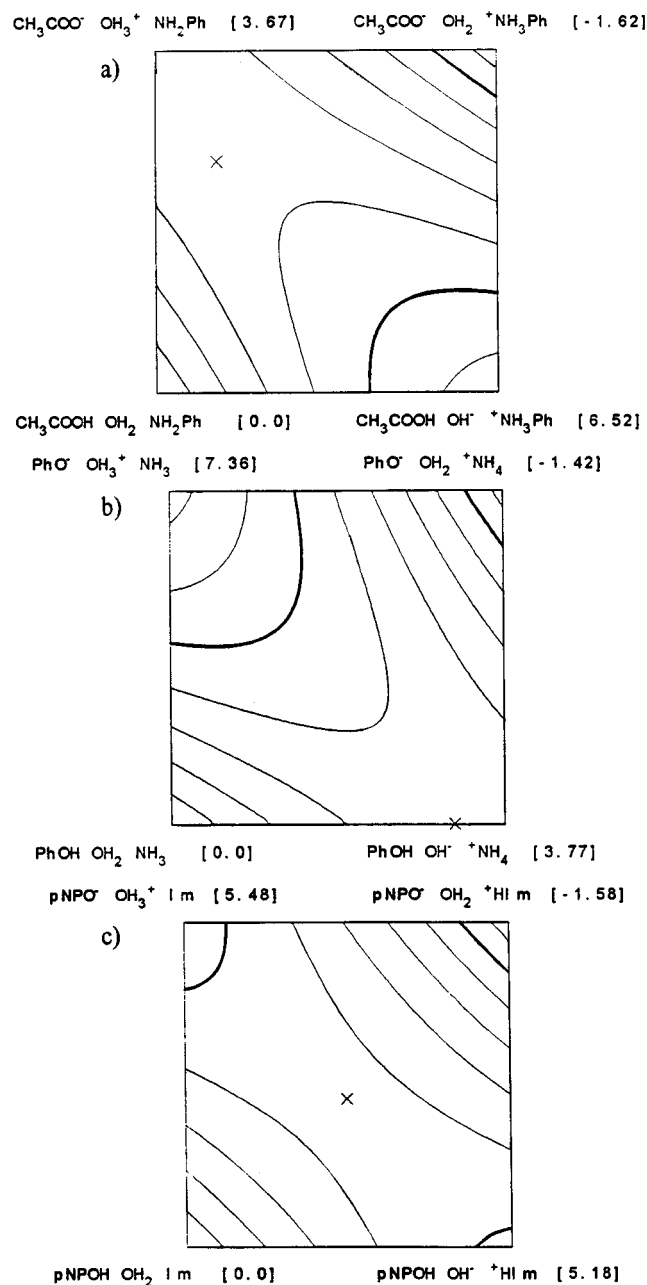 CH₃COO⁻ OH₃⁺ NH₂Ph [3.67] CH₃COO⁻ OH₂ ⁺NH₃Ph [-1.62]
a)
CH₃COOH OH₂ NH₂Ph [0.0] CH₃COOH OH⁻ ⁺NH₃Ph [6.52]
PhO⁻ OH₃⁺ NH₃ [7.36] PhO⁻ OH₂ ⁺NH₄ [-1.42]
b)
PhOH OH₂ NH₃ [0.0] PhOH OH⁻ ⁺NH₄ [3.77]
pNPO⁻ OH₃⁺ Im [5.48] pNPO⁻ OH₂ ⁺HIm [-1.58]
c)
pNPOH OH₂ Im [0.0] pNPOH OH⁻ ⁺HIm [5.18]